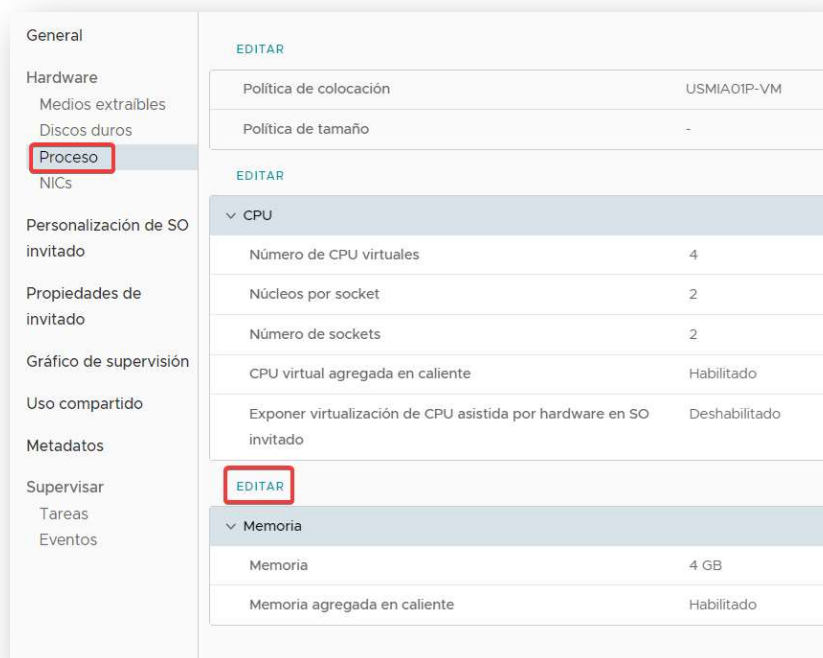 General
Hardware
Medios extraíbles
Discos duros
Proceso
NICs
Personalización de SO
invitado
Propiedades de
invitado
Gráfico de supervisión
Uso compartido
Metadatos
Supervisar
Tareas
Eventos
EDITAR
Política de colocación USMIA01P-VM
Política de tamaño -
EDITAR
CPU
Número de CPU virtuales 4
Núcleos por socket 2
Número de sockets 2
CPU virtual agregada en caliente Habilitado
Exponer virtualización de CPU asistida por hardware en SO Deshabilitado
invitado
EDITAR
Memoria
Memoria 4 GB
Memoria agregada en caliente Habilitado